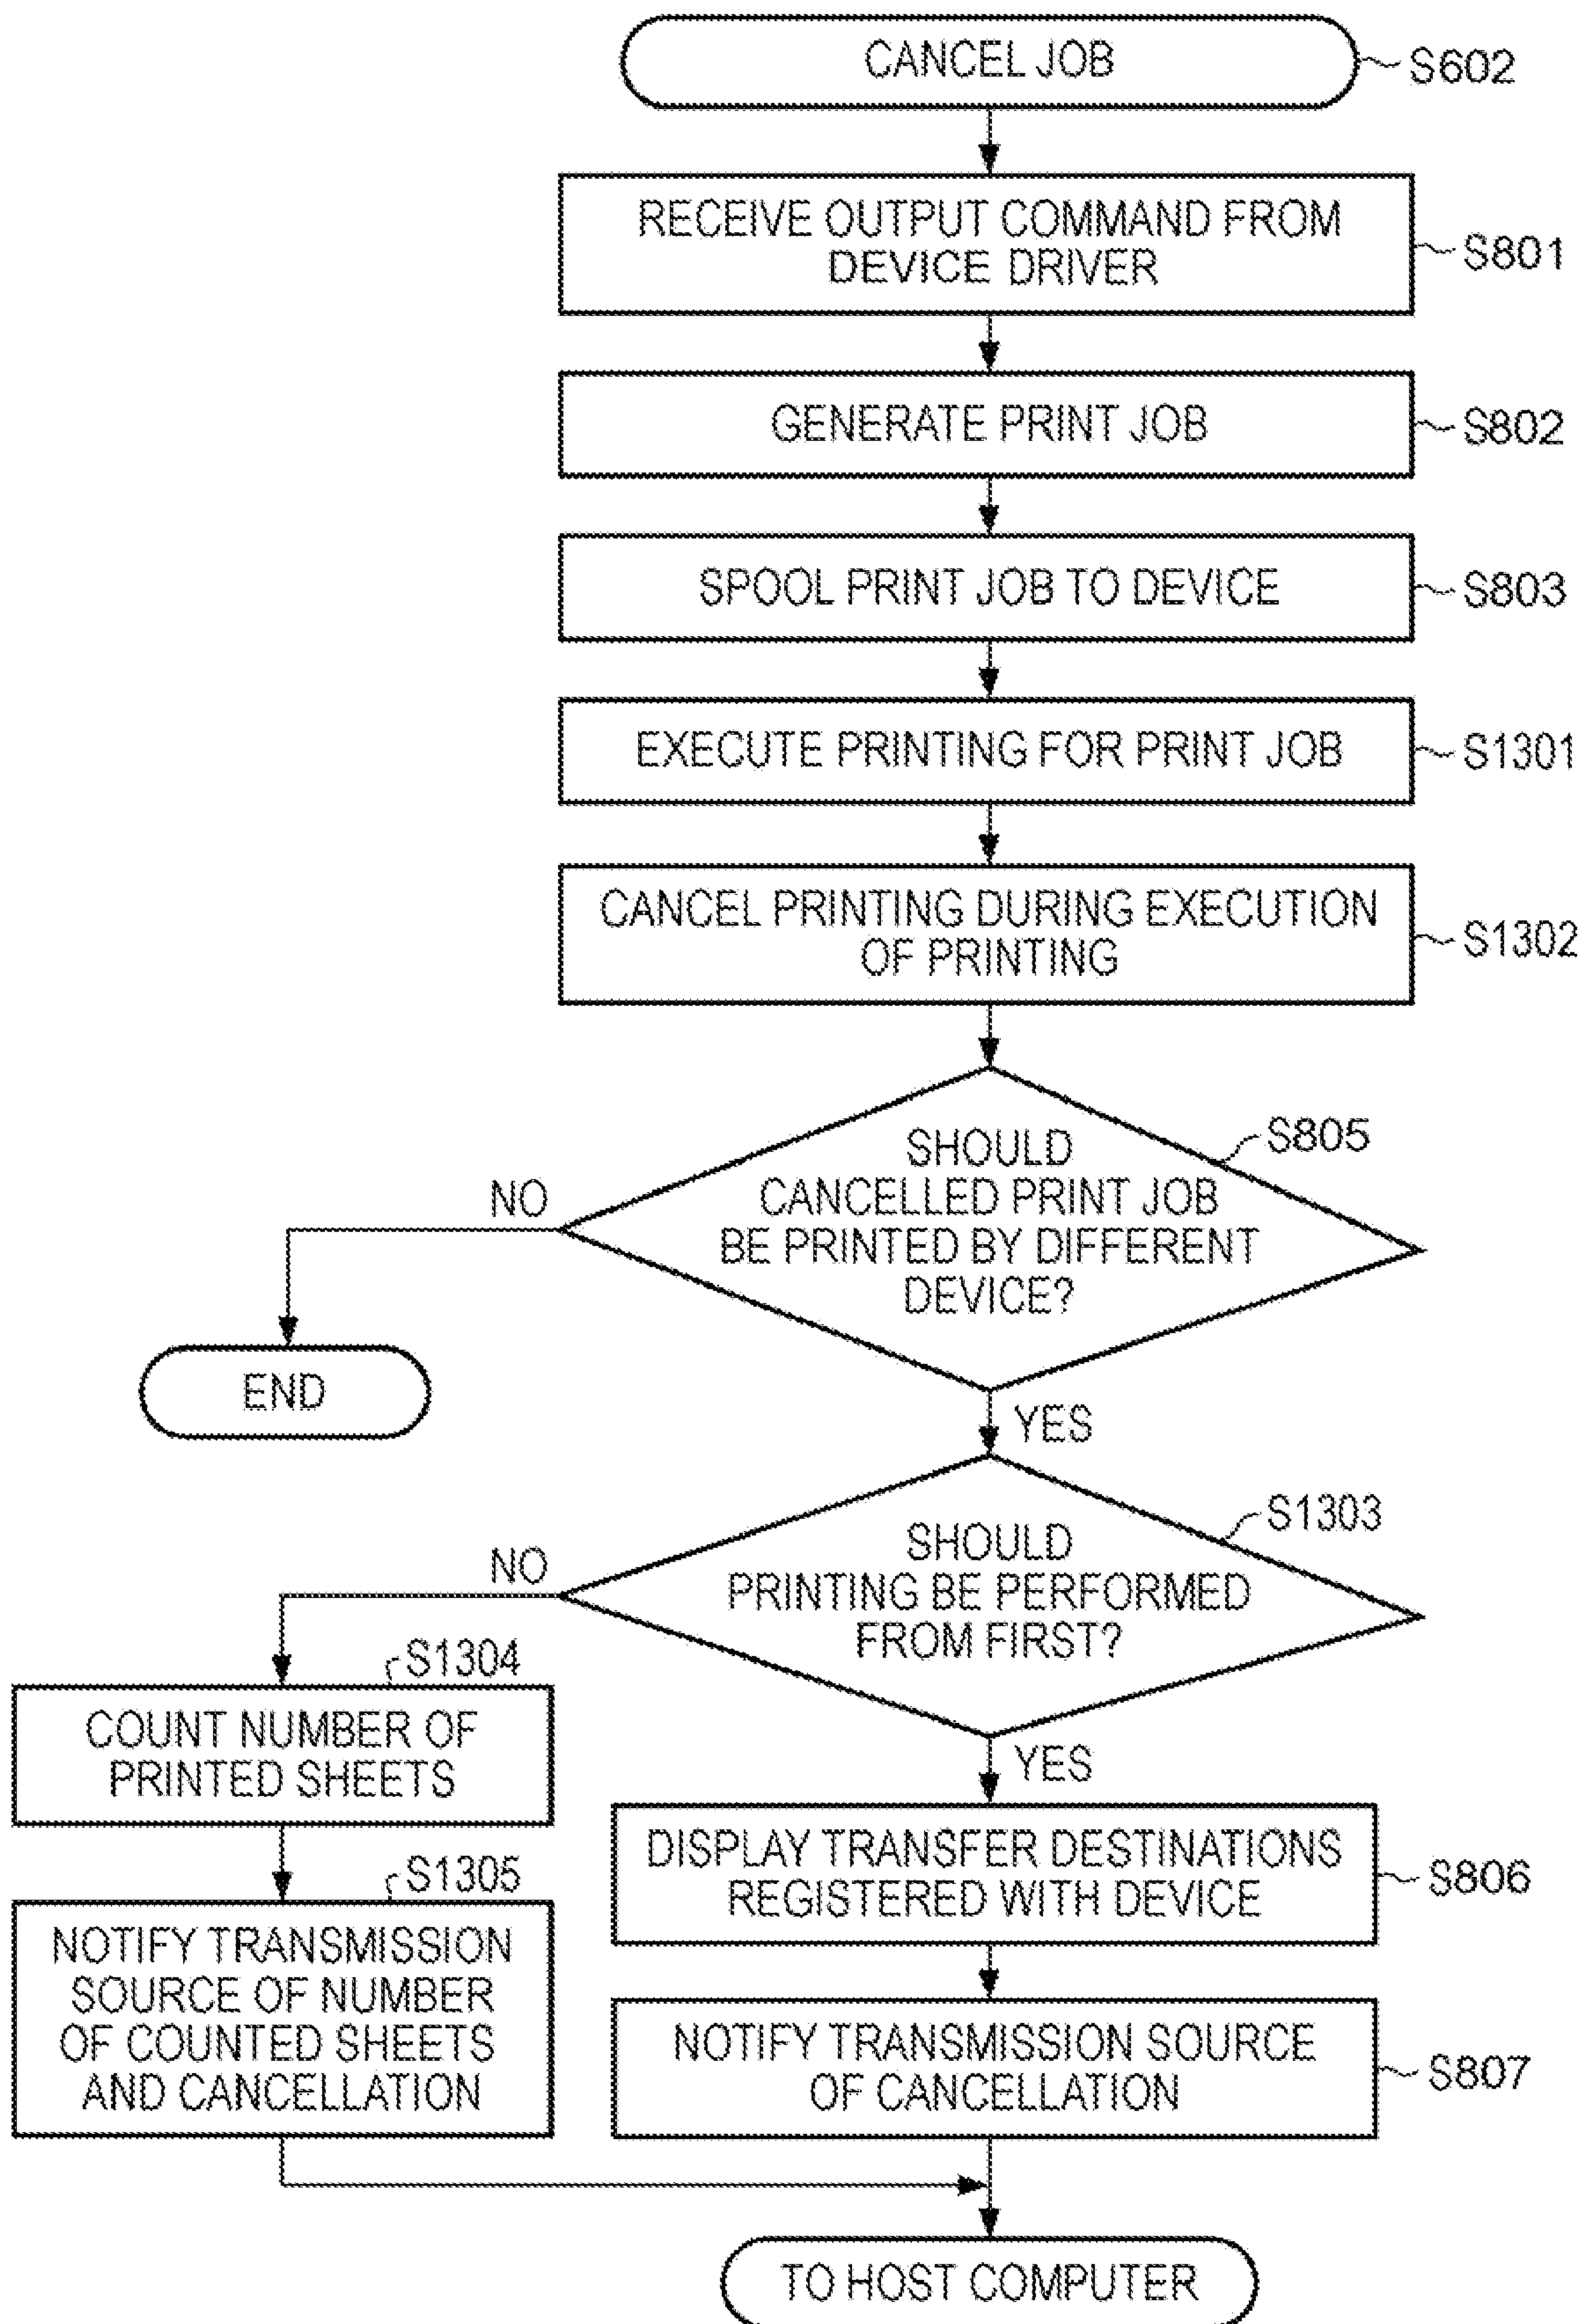 CANCEL JOB
S602
RECEIVE OUTPUT COMMAND FROM
DEVICE DRIVER
S801
GENERATE PRINT JOB
S802
SPOOL PRINT JOB TO DEVICE
S803
EXECUTE PRINTING FOR PRINT JOB
S1301
CANCEL PRINTING DURING EXECUTION
OF PRINTING
S1302
SHOULD
CANCELLED PRINT JOB
BE PRINTED BY DIFFERENT
DEVICE?
S805
NO
END
YES
SHOULD
PRINTING BE PERFORMED
FROM FIRST?
S1303
NO
S1304
COUNT NUMBER OF
PRINTED SHEETS
S1305
NOTIFY TRANSMISSION
SOURCE OF NUMBER
OF COUNTED SHEETS
AND CANCELLATION
YES
DISPLAY TRANSFER DESTINATIONS
REGISTERED WITH DEVICE
S806
NOTIFY TRANSMISSION SOURCE
OF CANCELLATION
S807
TO HOST COMPUTER